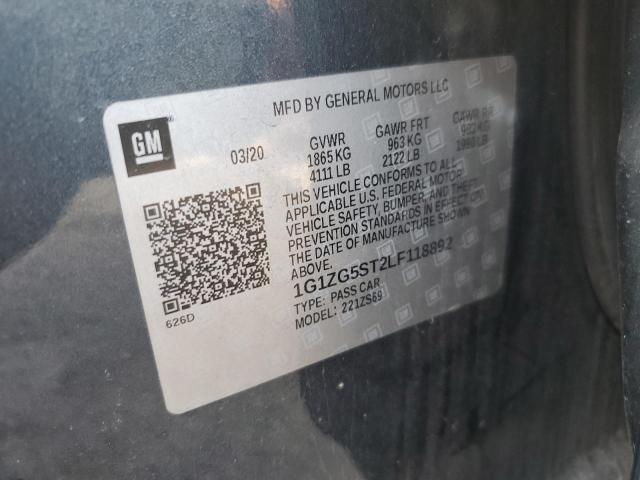 MFD BY GENERAL MOTORS LLC
GM
03/20
GVWR GAWR FRT GAWR RR
1865 KG 963 KG
4111 LB 2122 LB
THIS VEHICLE CONFORMS TO ALL
APPLICABLE U.S. FEDERAL MOTOR
VEHICLE SAFETY, BUMPER, AND THEFT
PREVENTION STANDARDS IN EFFECT ON
THE DATE OF MANUFACTURE SHOWN
ABOVE.
1G1ZG5ST2LF118892
TYPE: PASS CAR
MODEL: 221ZS69
626D